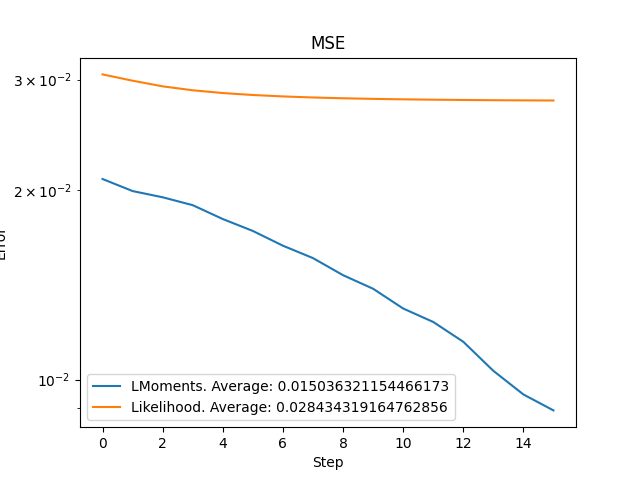 MSE
3 × 10⁻²
2 × 10⁻²
10⁻²
Error
LMoments. Average: 0.015036321154466173
Likelihood. Average: 0.028434319164762856
0 2 4 6 8 10 12 14
Step